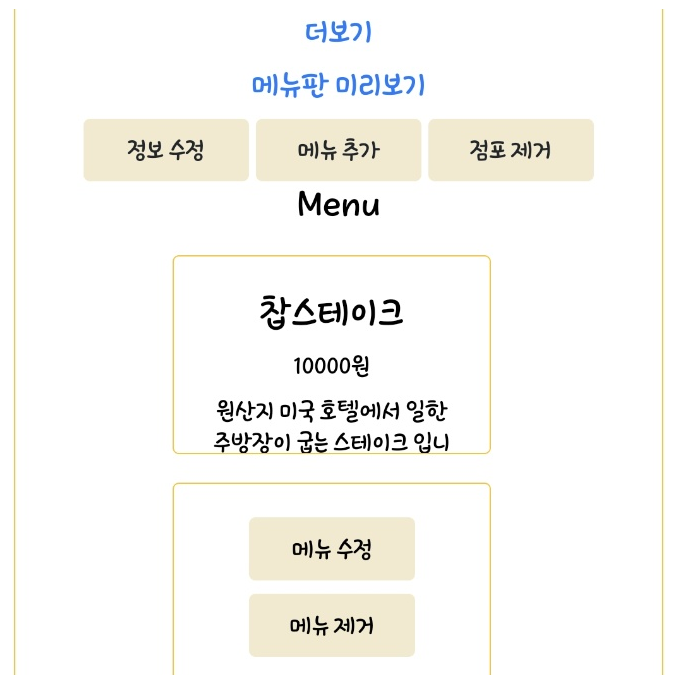 더보기
메뉴판 미리보기
정보 수정 메뉴 추가 점포 제거
Menu
찹스테이크
10000원
원산지 미국 호텔에서 일한
주방장이 굽는 스테이크 입니
메뉴 수정
메뉴 제거